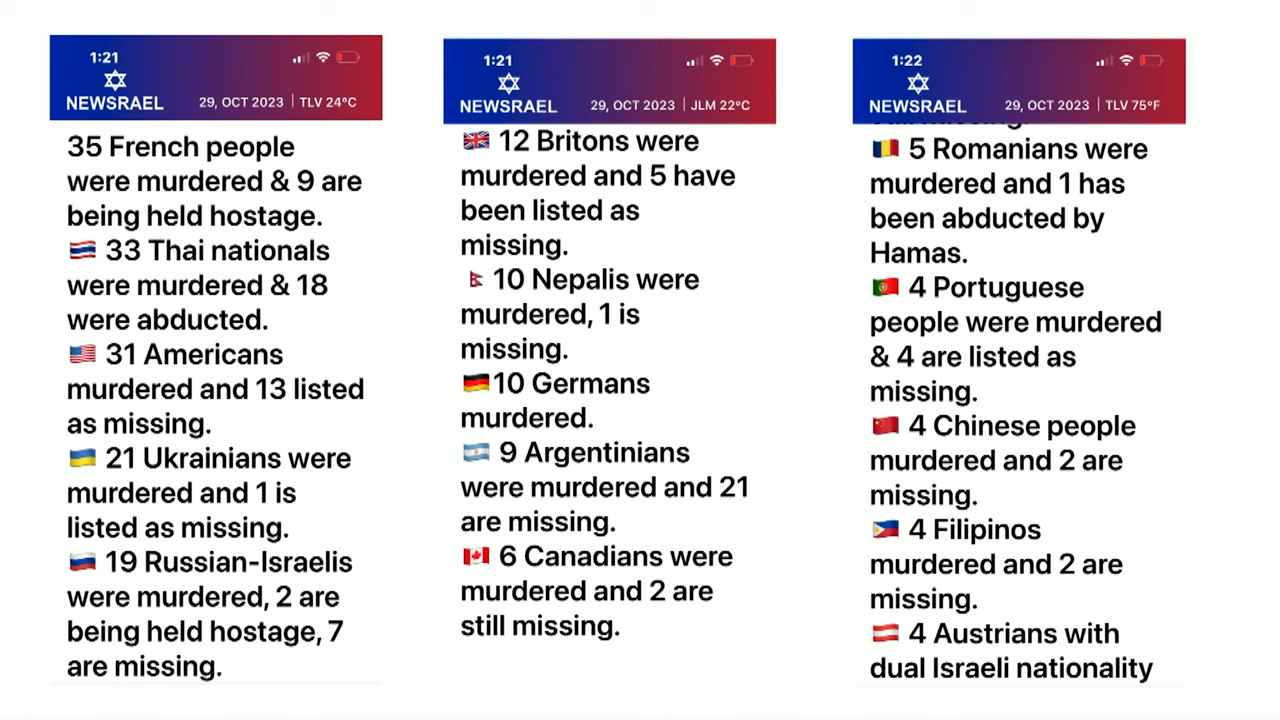 1:21
NEWSRAEL
29, OCT 2023 | TLV 24°C
35 French people
were murdered & 9 are
being held hostage.
🇹🇭 33 Thai nationals
were murdered & 18
were abducted.
🇺🇸 31 Americans
murdered and 13 listed
as missing.
🇺🇦 21 Ukrainians were
murdered and 1 is
listed as missing.
🇷🇺 19 Russian-Israelis
were murdered, 2 are
being held hostage, 7
are missing.
1:21
NEWSRAEL
29, OCT 2023 | JLM 22°C
🇬🇧 12 Britons were
murdered and 5 have
been listed as
missing.
🇳🇵 10 Nepalis were
murdered, 1 is
missing.
🇩🇪10 Germans
murdered.
🇦🇷 9 Argentinians
were murdered and 21
are missing.
🇨🇦 6 Canadians were
murdered and 2 are
still missing.
1:22
NEWSRAEL
29, OCT 2023 | TLV 75°F
still missing.
🇷🇴 5 Romanians were
murdered and 1 has
been abducted by
Hamas.
🇵🇹 4 Portuguese
people were murdered
& 4 are listed as
missing.
🇨🇳 4 Chinese people
murdered and 2 are
missing.
🇵🇭 4 Filipinos
murdered and 2 are
missing.
🇦🇹 4 Austrians with
dual Israeli nationality